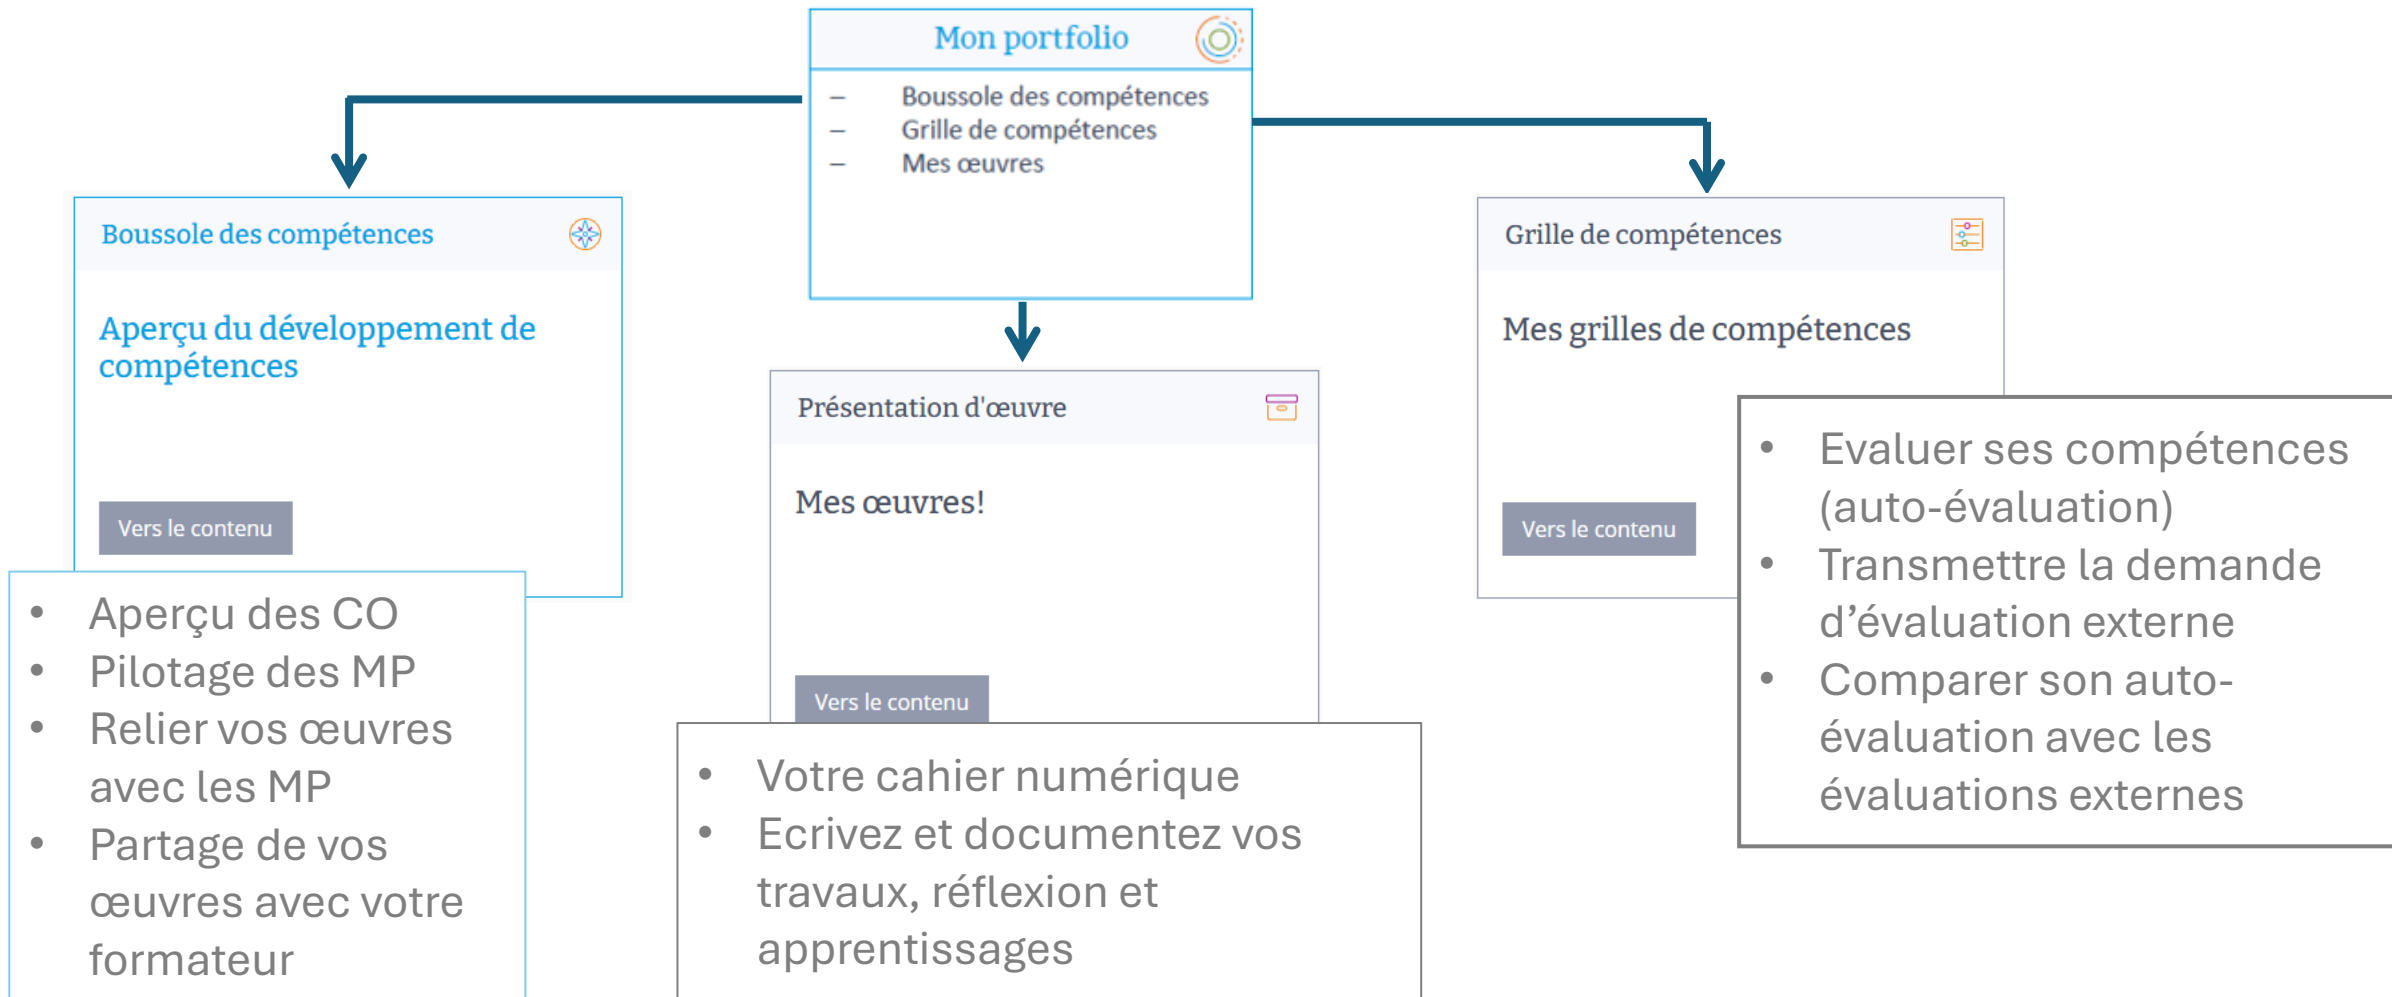 Mon portfolio
– Boussole des compétences
– Grille de compétences
– Mes œuvres
Boussole des compétences
Aperçu du développement de
compétences
Vers le contenu
• Aperçu des CO
• Pilotage des MP
• Relier vos œuvres
avec les MP
• Partage de vos
œuvres avec votre
formateur
Présentation d'œuvre
Mes œuvres!
Vers le contenu
• Votre cahier numérique
• Ecrivez et documentez vos
travaux, réflexion et
apprentissages
Grille de compétences
Mes grilles de compétences
Vers le contenu
• Evaluer ses compétences
(auto-évaluation)
• Transmettre la demande
d’évaluation externe
• Comparer son auto-
évaluation avec les
évaluations externes